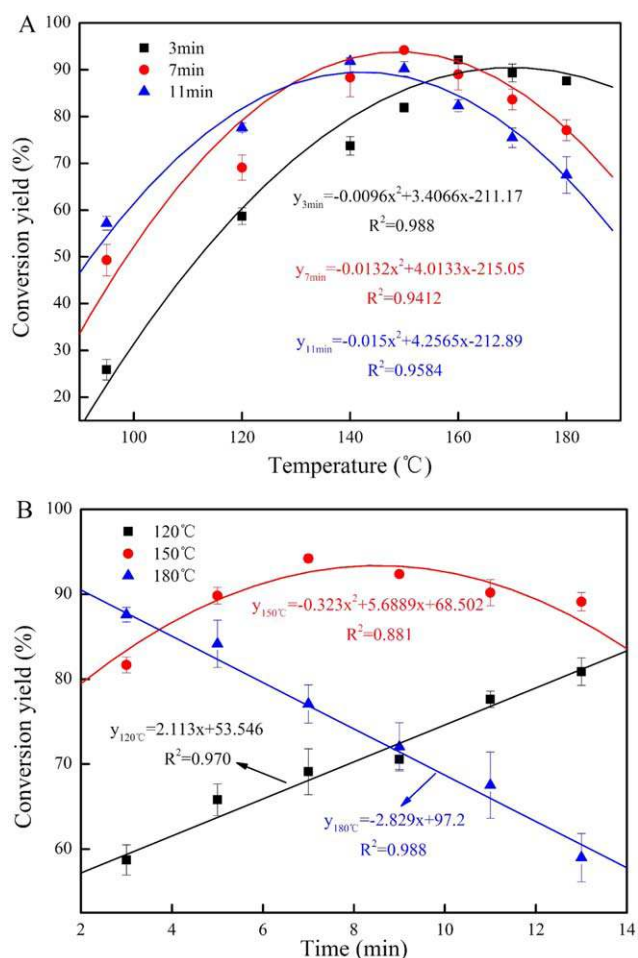 A
3min
7min
11min
100
90
80
70
60
50
40
30
20
Conversion yield (%)
y3min=-0.0096x²+3.4066x-211.17
R²=0.988
y7min=-0.0132x²+4.0133x-215.05
R²=0.9412
y11min=-0.015x²+4.2565x-212.89
R²=0.9584
100 120 140 160 180
Temperature (℃)
B
120℃
150℃
180℃
100
90
80
70
60
Conversion yield (%)
y150℃=-0.323x²+5.6889x+68.502
R²=0.881
y120℃=2.113x+53.546
R²=0.970
y180℃=-2.829x+97.2
R²=0.988
2 4 6 8 10 12 14
Time (min)